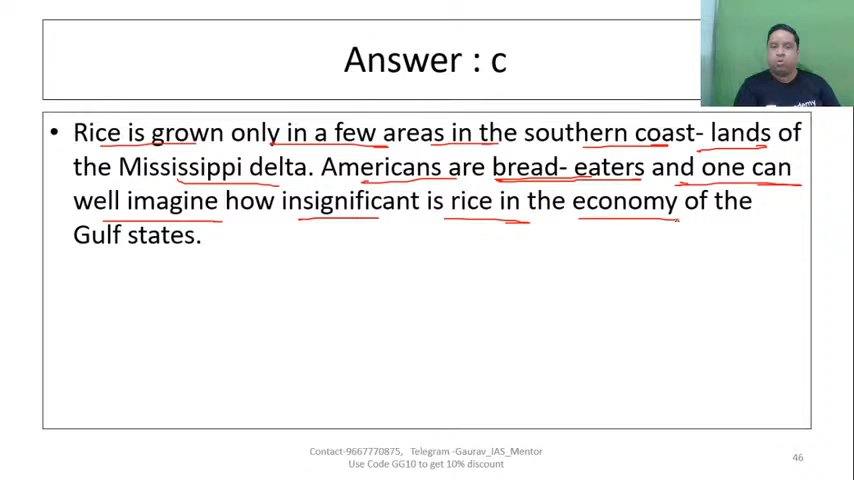 Answer : c
• Rice is grown only in a few areas in the southern coast- lands of
the Mississippi delta. Americans are bread- eaters and one can
well imagine how insignificant is rice in the economy of the
Gulf states.
Contact-9667770875, Telegram -Gaurav_IAS_Mentor
Use Code GG10 to get 10% discount
46